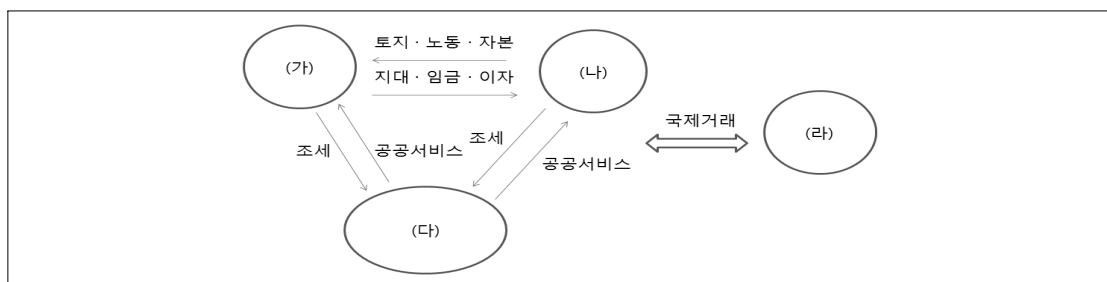 토지 · 노동 · 자본
(가)
(나)
지대 · 임금 · 이자
국제거래
(라)
조세
공공서비스
조세
공공서비스
(다)